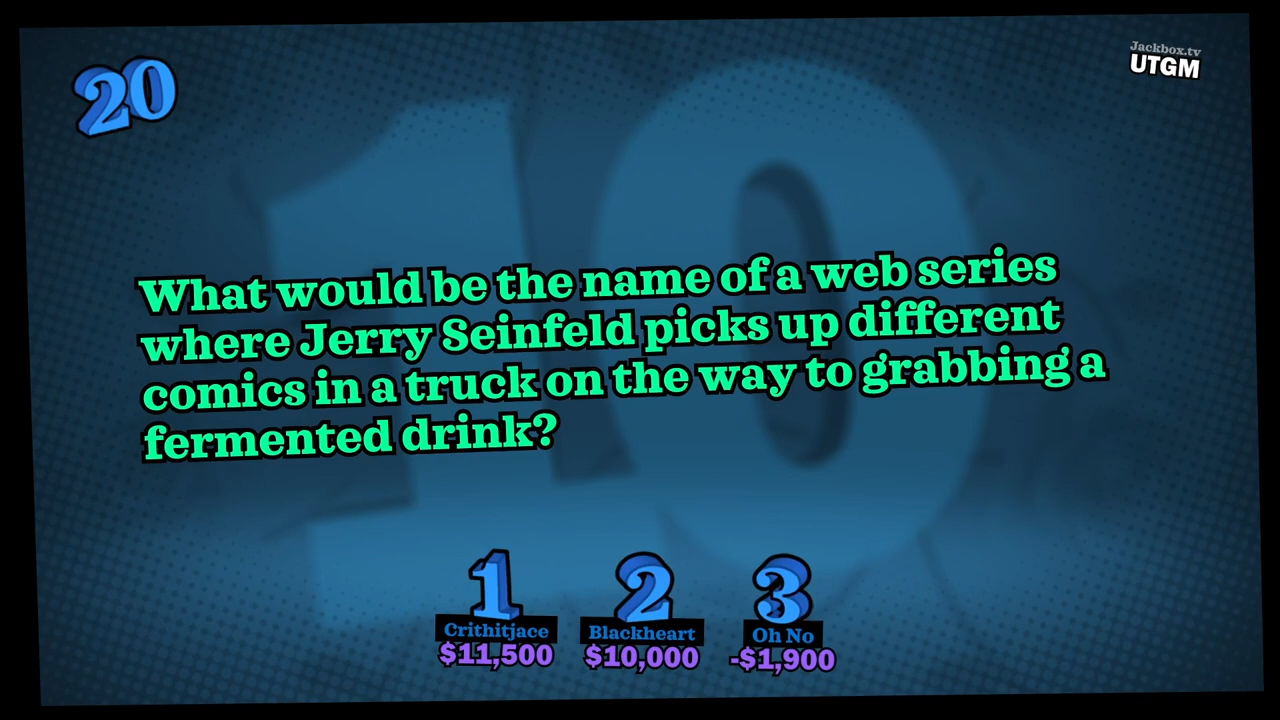 20
Jackbox.tv
UTGM
10
What would be the name of a web series
where Jerry Seinfeld picks up different
comics in a truck on the way to grabbing a
fermented drink?
1 2 3
Crithitjace Blackheart Oh No
$11,500 $10,000 -$1,900